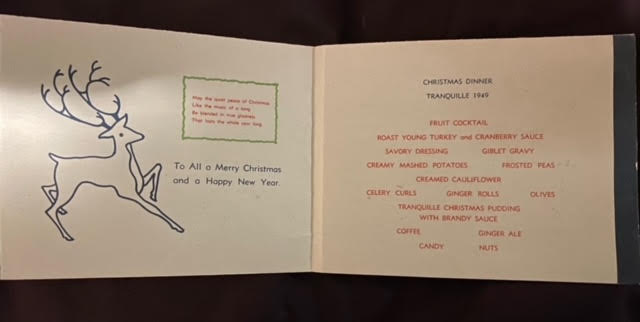 May the quiet peace of Christmas
Like the music of a song
Be blended in true gladness
That lasts the whole year long.
To All a Merry Christmas
and a Happy New Year.
CHRISTMAS DINNER
TRANQUILLE 1949
FRUIT COCKTAIL
ROAST YOUNG TURKEY and CRANBERRY SAUCE
SAVORY DRESSING GIBLET GRAVY
CREAMY MASHED POTATOES FROSTED PEAS
CREAMED CAULIFLOWER
CELERY CURLS GINGER ROLLS OLIVES
TRANQUILLE CHRISTMAS PUDDING
WITH BRANDY SAUCE
COFFEE GINGER ALE
CANDY NUTS